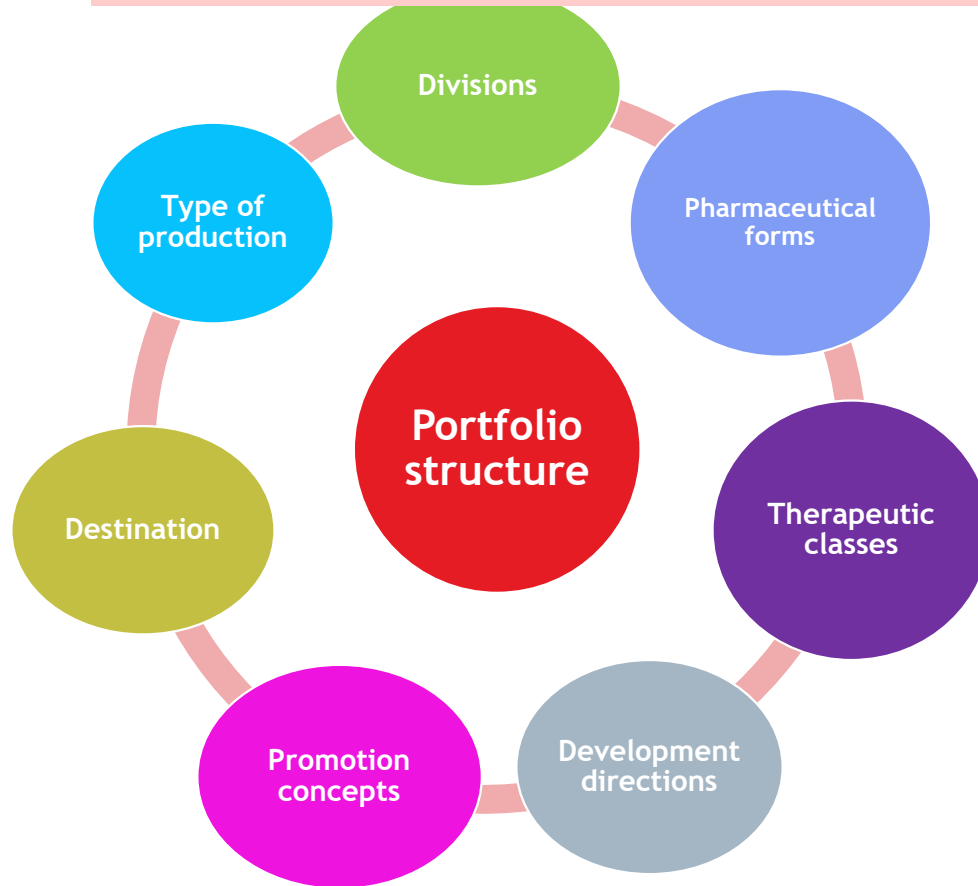 Divisions
Pharmaceutical
forms
Therapeutic
classes
Development
directions
Promotion
concepts
Destination
Type of
production
Portfolio
structure